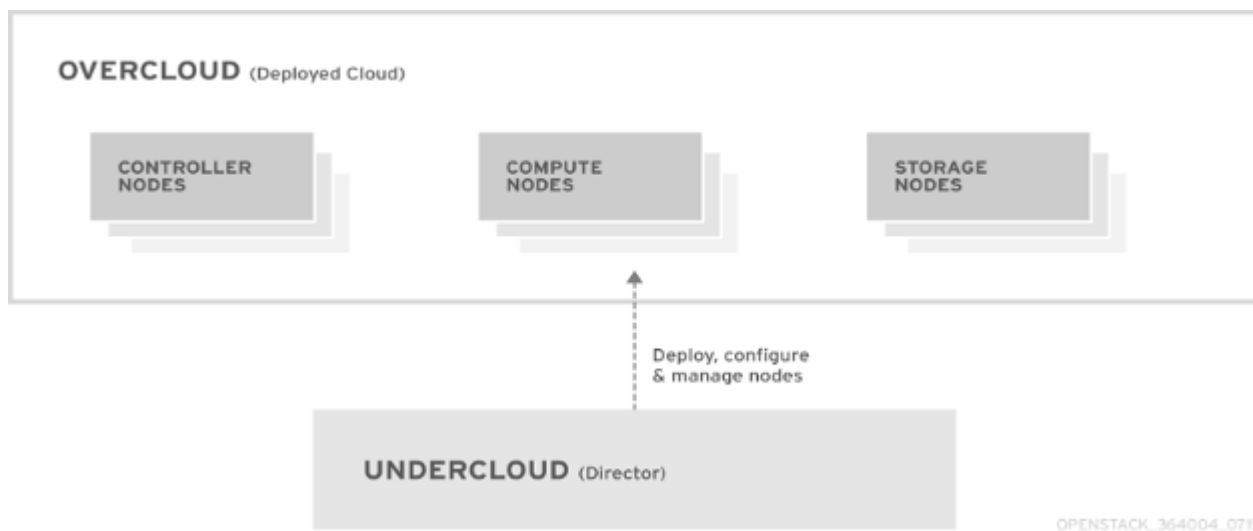 OVERCLOUD (Deployed Cloud)
CONTROLLER
NODES
COMPUTE
NODES
STORAGE
NODES
Deploy, configure
& manage nodes
UNDERCLOUD (Director)